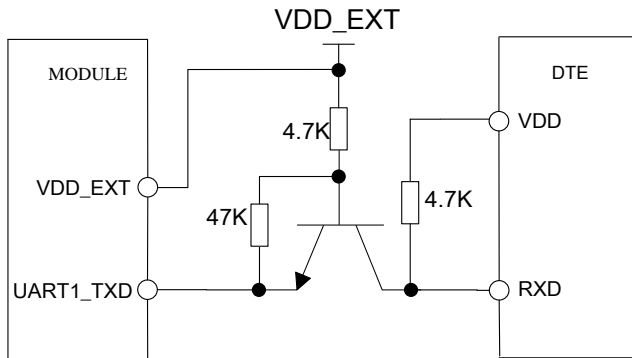 VDD_EXT
MODULE
DTE
4.7K
VDD
VDD_EXT
47K
4.7K
UART1_TXD
RXD